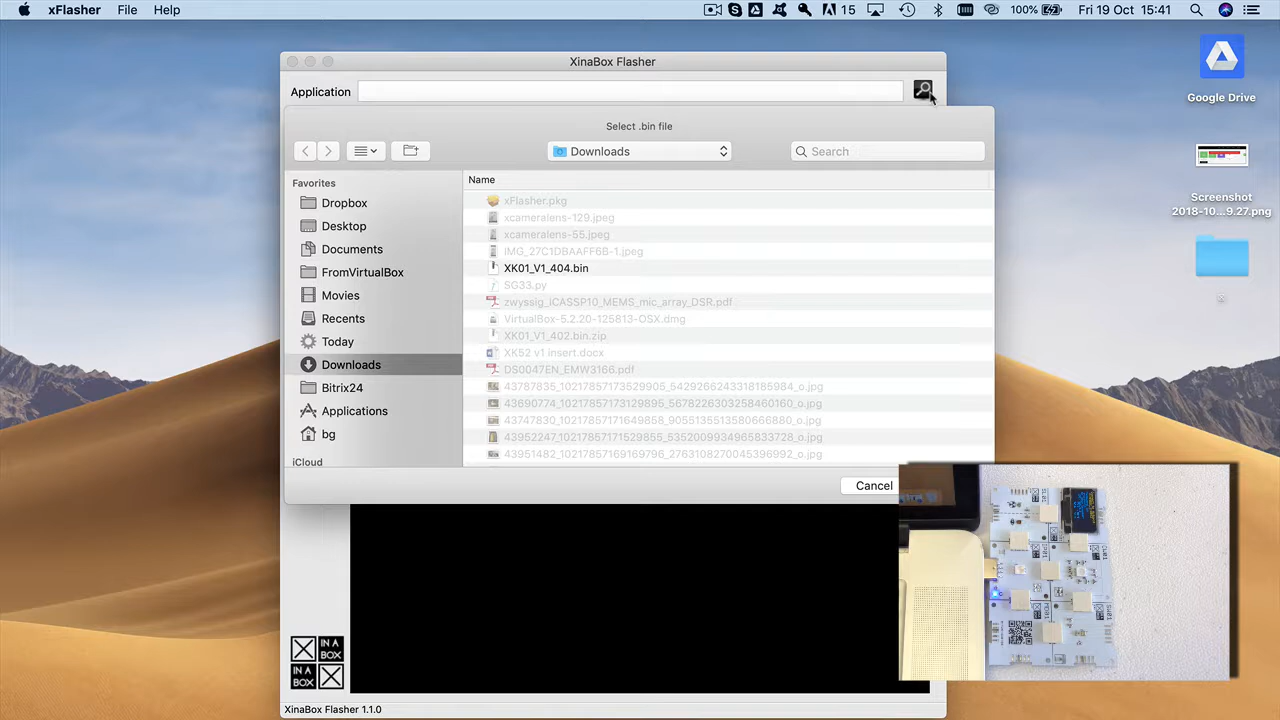 xFlasher File Help 15 100% Fri 19 Oct 15:41
XinaBox Flasher
Application
Google Drive
Select .bin file
Downloads
Search
Screenshot
2018-10...9.27.png
Favorites
Dropbox
Desktop
Documents
FromVirtualBox
Movies
Recents
Today
Downloads
Bitrix24
Applications
bg
iCloud
Name
xFlasher.pkg
xcameralens-129.jpeg
xcameralens-55.jpeg
IMG_27C1DBAAFF6B-1.jpeg
XK01_V1_404.bin
SG33.py
zwyssig_ICASSP10_MEMS_mic_array_DSR.pdf
VirtualBox-5.2.20-125813-OSX.dmg
XK01_V1_402.bin.zip
XK52 v1 insert.docx
DS0047EN_EMW3166.pdf
43787835_10217857173529905_5429266243318185984_o.jpg
43690774_10217857173129895_5678226303258460160_o.jpg
43747830_10217857171649858_9055135513580666880_o.jpg
43952247_10217857171529855_5352009934965833728_o.jpg
43951482_10217857169169796_2763108270045396992_o.jpg
Cancel
IN A
BOX
IN A
BOX
XinaBox Flasher 1.1.0